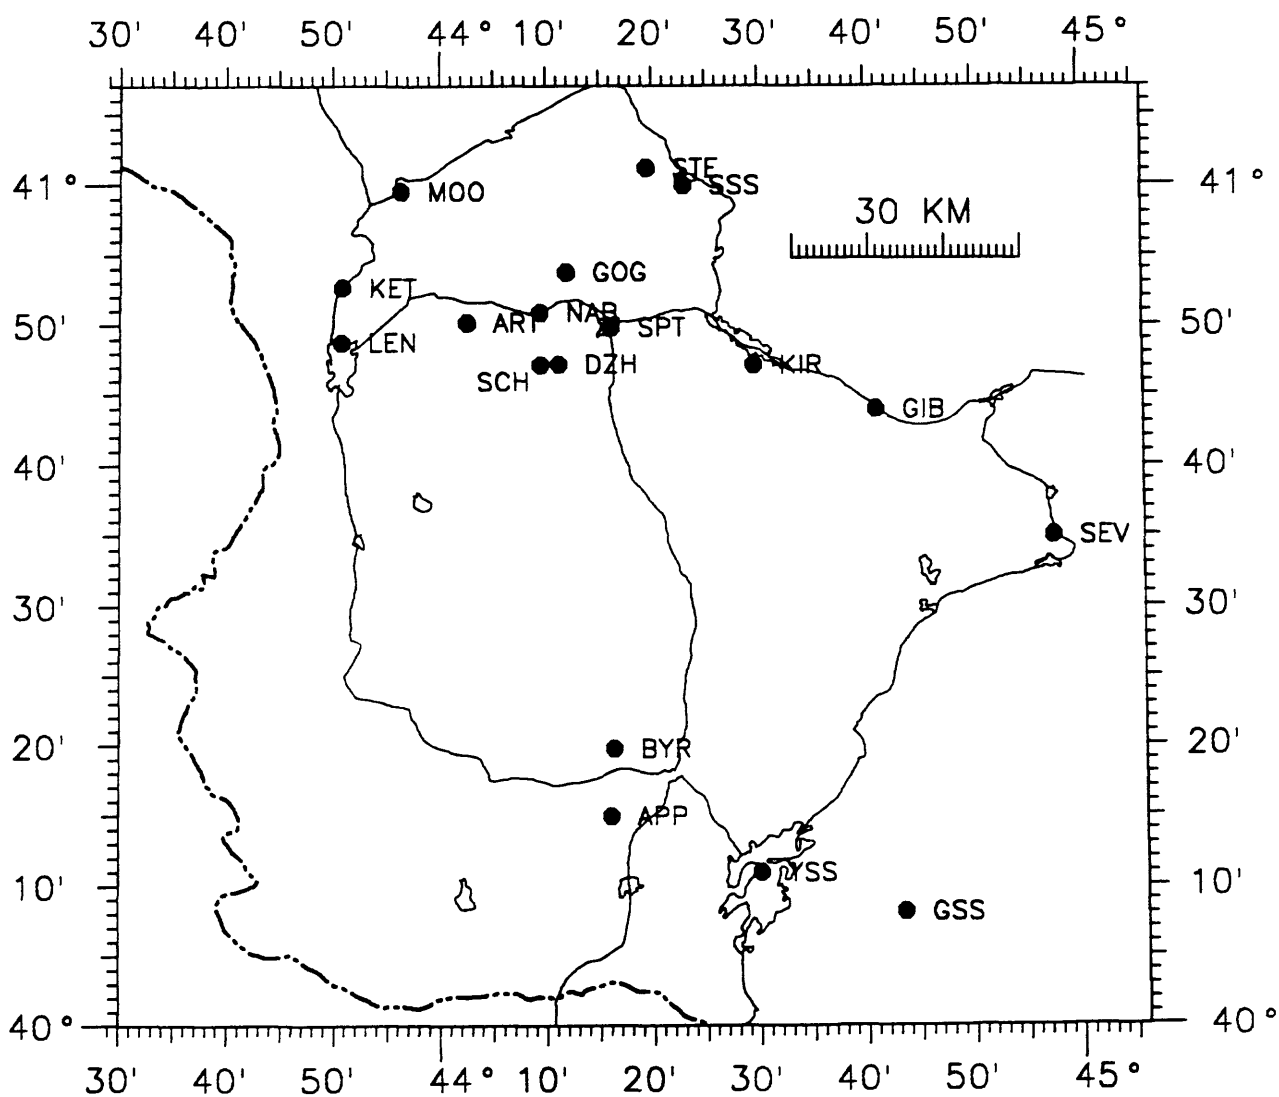 30' 40' 50' 44° 10' 20' 30' 40' 50' 45°
STE
41° MOO SSS 41°
30 KM
GOG
KET
NAB
50' ART SPT 50'
LEN
DZH KIR
SCH
GIB
40' 40'
SEV
30' 30'
20' BYR 20'
APP
YSS
10' 10'
GSS
40° 40°
30' 40' 50' 44° 10' 20' 30' 40' 50' 45°